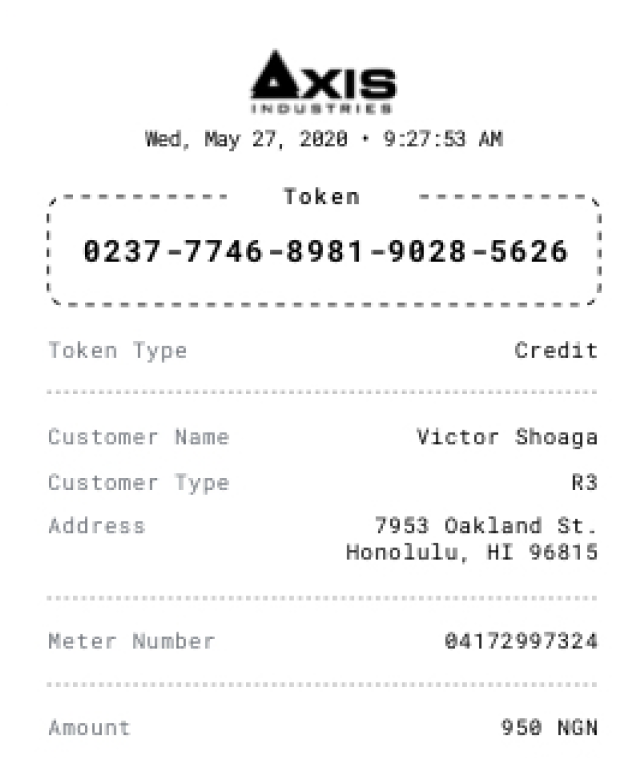 AXIS
INDUSTRIES
Wed, May 27, 2020 • 9:27:53 AM
Token
0237-7746-8981-9028-5626
Token Type Credit
Customer Name Victor Shoaga
Customer Type R3
Address 7953 Oakland St.
Honolulu, HI 96815
Meter Number 04172997324
Amount 950 NGN